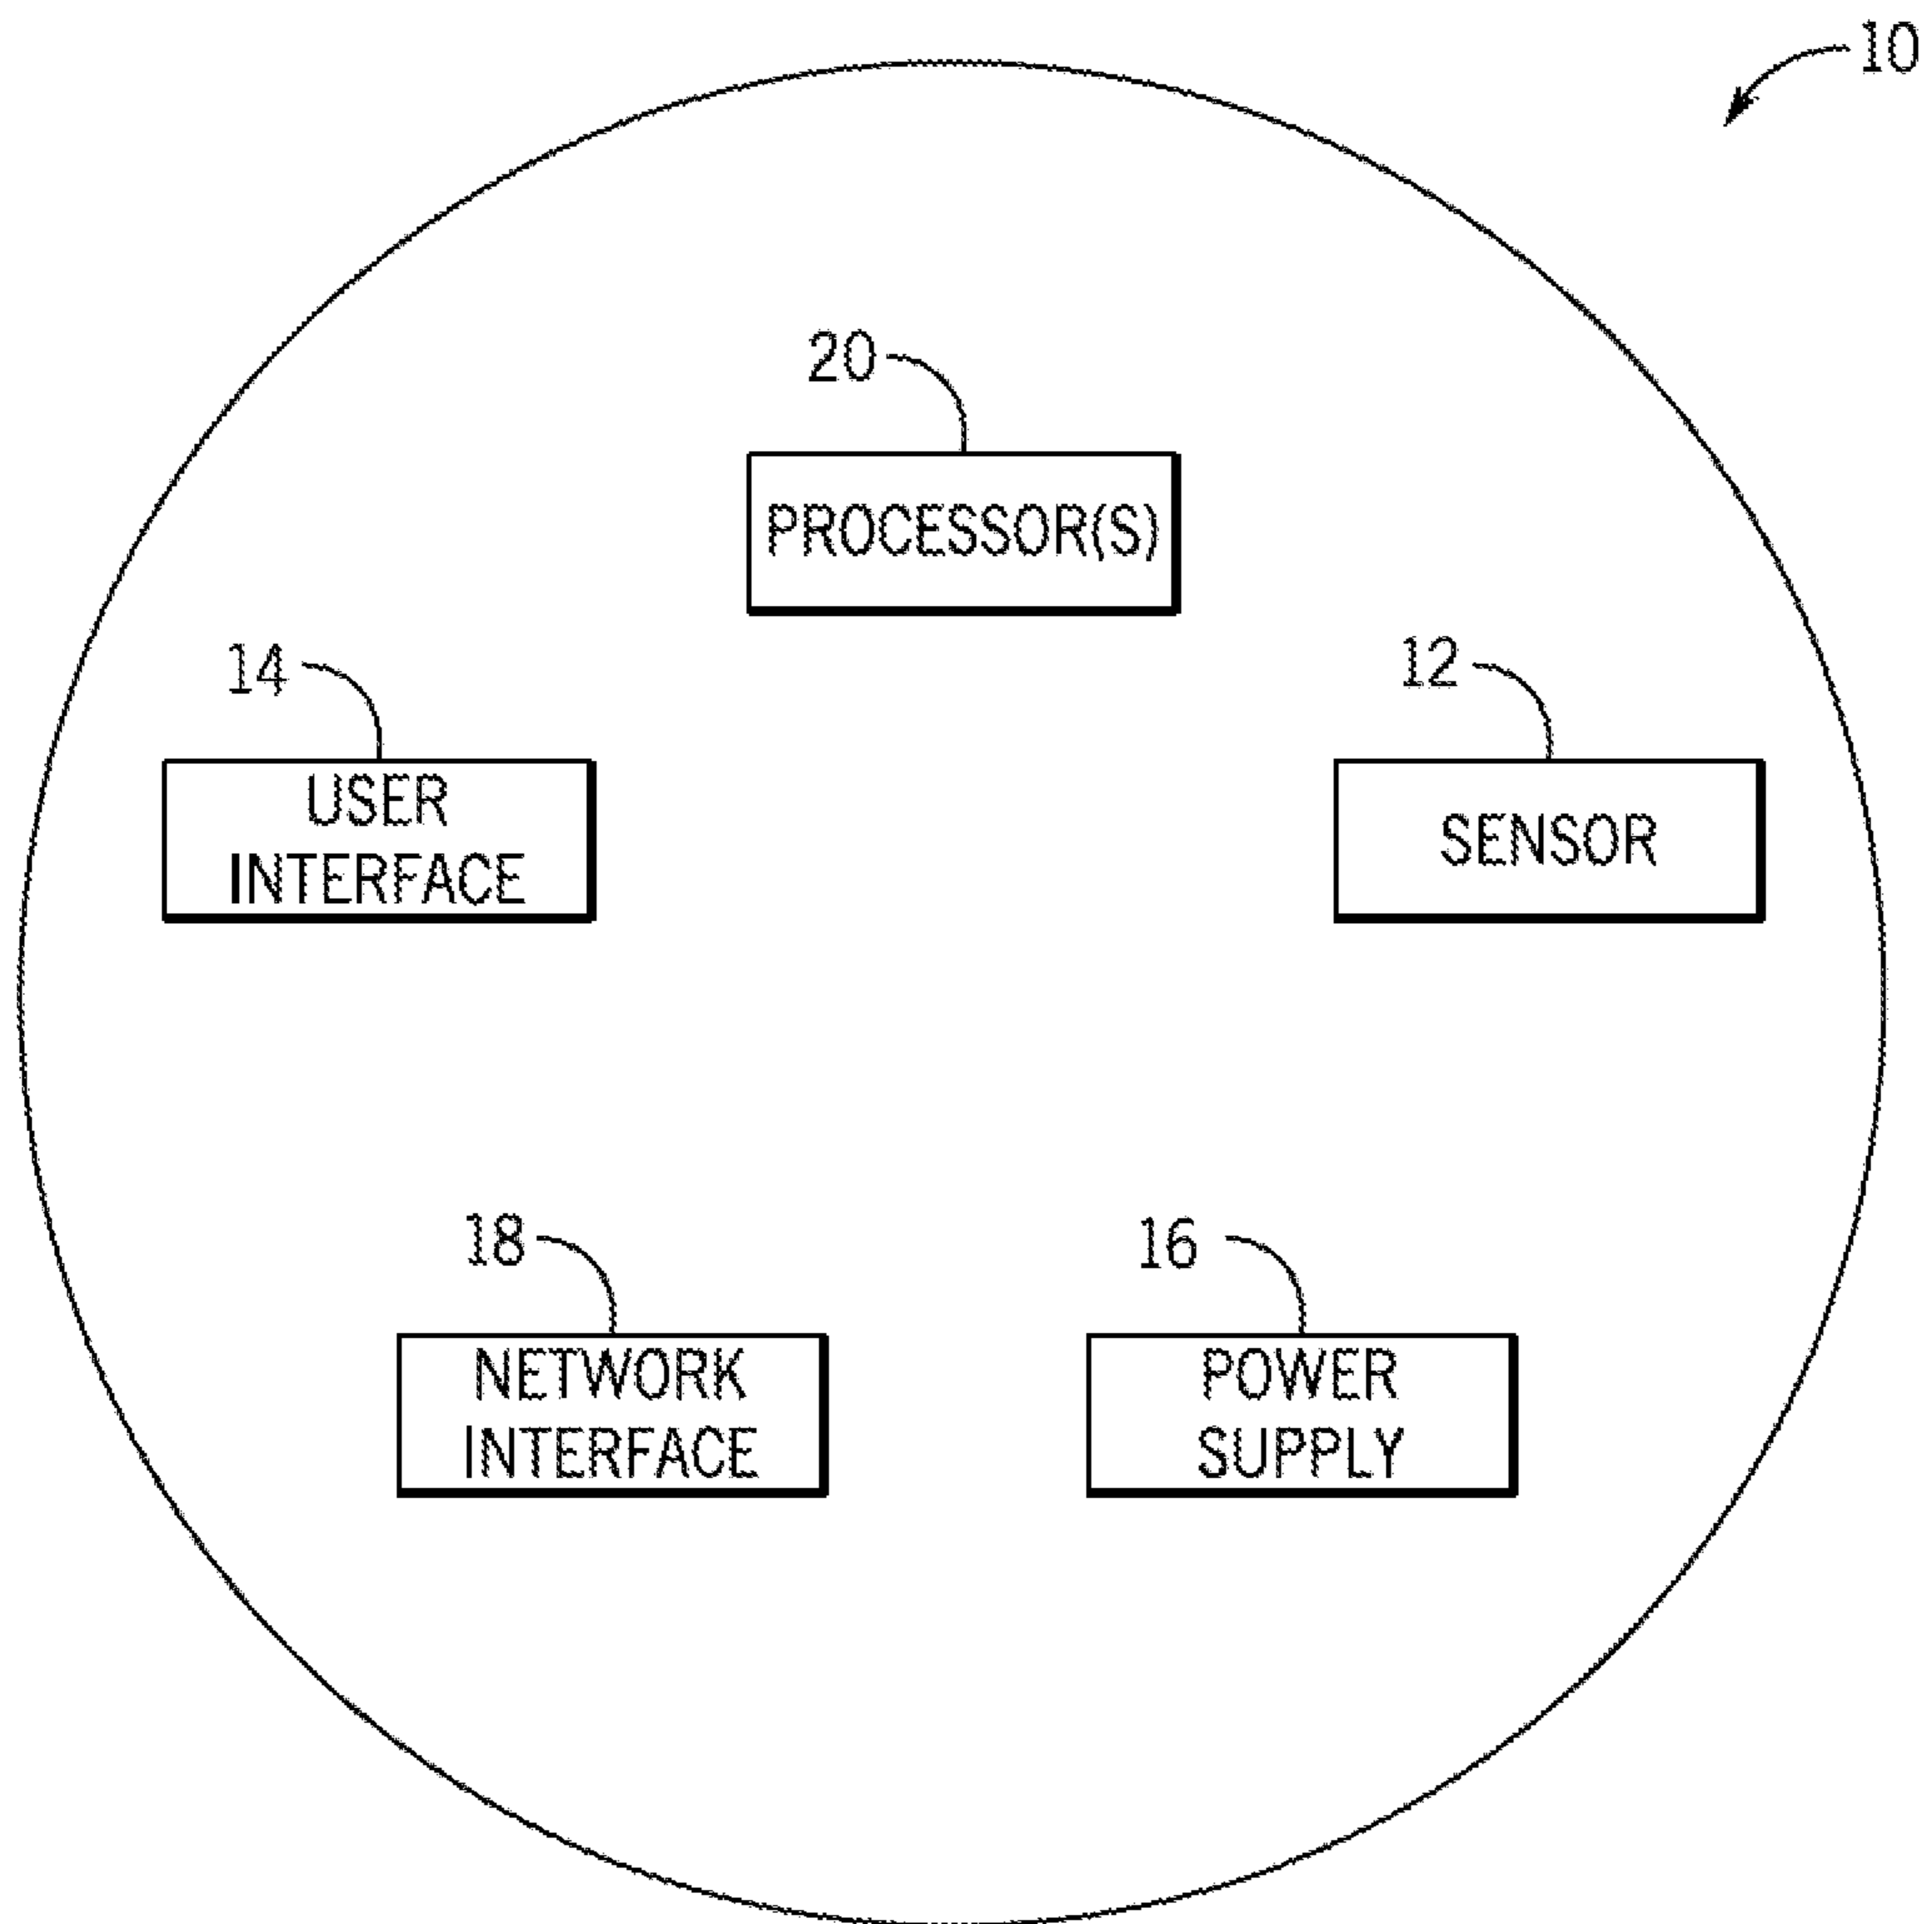 10
20
PROCESSOR(S)
14
USER
INTERFACE
12
SENSOR
18
NETWORK
INTERFACE
16
POWER
SUPPLY